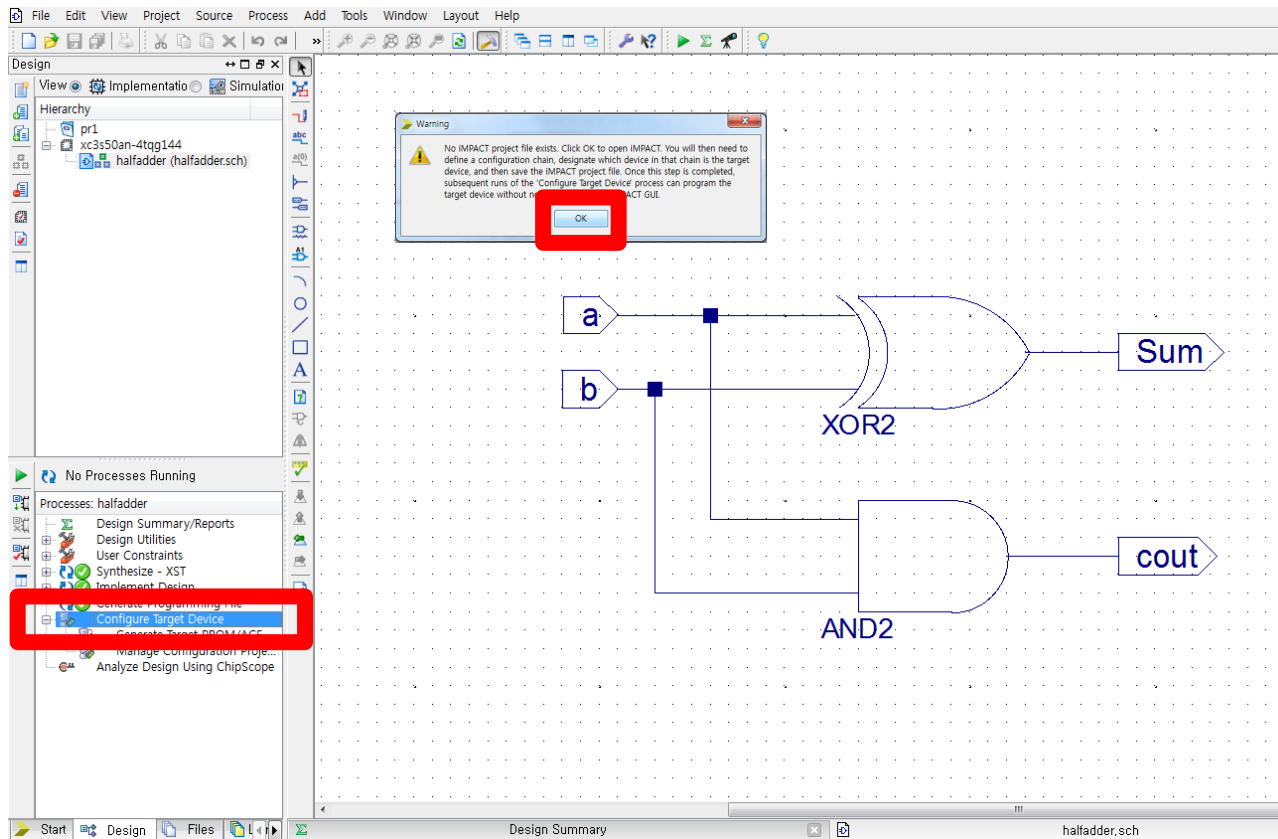 File Edit View Project Source Process Add Tools Window Layout Help
Design
View Implementatio Simulation
Hierarchy
pr1
xc3s50an-4tqg144
halfadder (halfadder.sch)
abc
a(0)
A1
A
Warning
No iMPACT project file exists. Click OK to open iMPACT. You will then need to
define a configuration chain, designate which device in that chain is the target
device, and then save the iMPACT project file. Once this step is completed,
subsequent runs of the 'Configure Target Device' process can program the
target device without ACT GUI.
OK
a
b
XOR2
Sum
AND2
cout
No Processes Running
Processes: halfadder
Design Summary/Reports
Design Utilities
User Constraints
Synthesize - XST
Implement Design
Generate Programming File
Configure Target Device
Generate Target PROM/ACE
Manage Configuration Proje...
Analyze Design Using ChipScope
Start Design Files
Design Summary
halfadder.sch